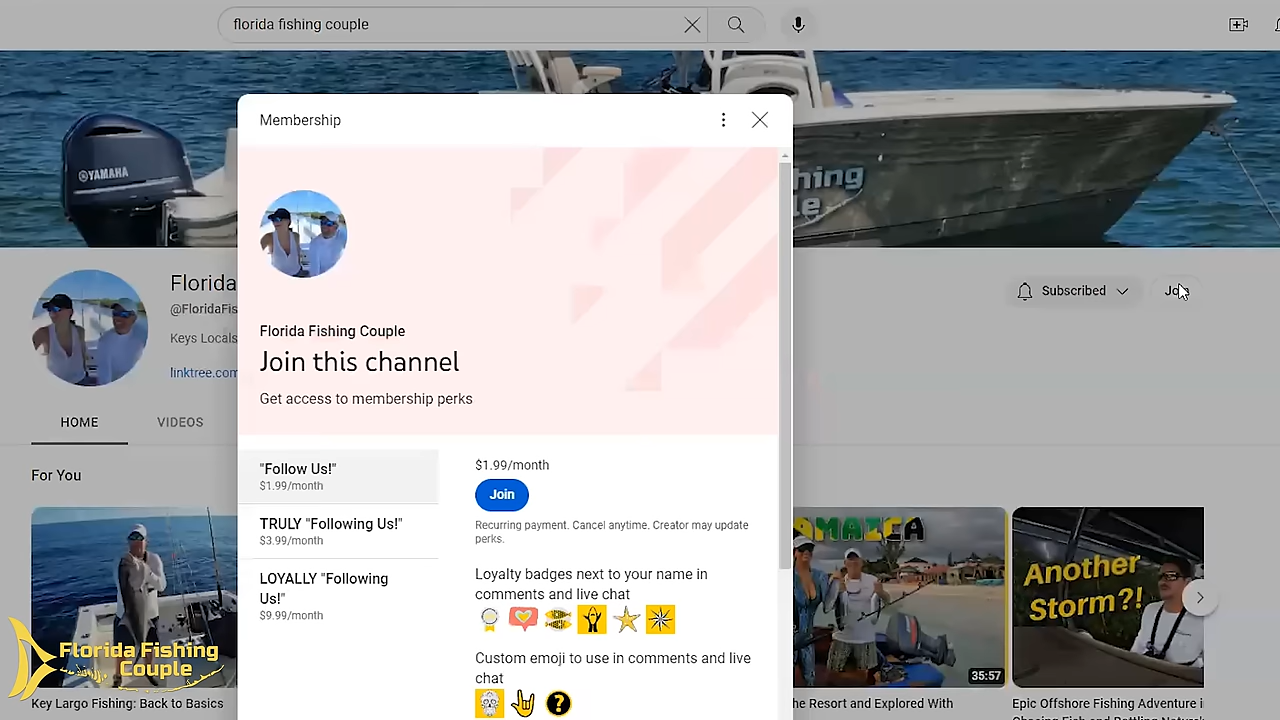 florida fishing couple
Membership
YAMAHA
hing
le
Florida Fishing Couple
Join this channel
Get access to membership perks
Florida
@FloridaFis
Keys Locals
linktree.com
Subscribed
Join
HOME
VIDEOS
For You
"Follow Us!"
$1.99/month
TRULY "Following Us!"
$3.99/month
LOYALLY "Following
Us!"
$9.99/month
$1.99/month
Join
Recurring payment. Cancel anytime. Creator may update
perks.
Loyalty badges next to your name in
comments and live chat
Custom emoji to use in comments and live
chat
AMAICA
Another
Storm?!
35:57
Florida Fishing
Couple
Key Largo Fishing: Back to Basics
he Resort and Explored With
Epic Offshore Fishing Adventure i